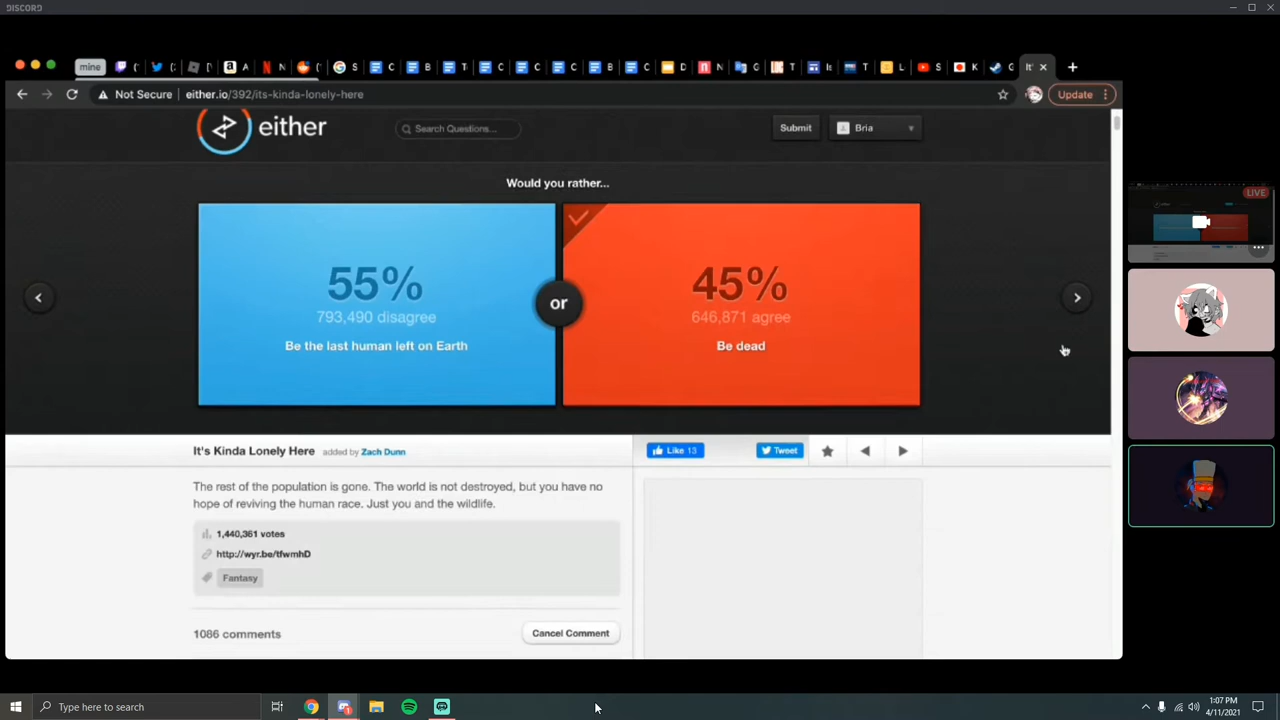 DISCORD
mine
Not Secure
either.io/392/its-kinda-lonely-here
Update
either
Search Questions...
Submit
Bria
Would you rather...
55%
793,490 disagree
Be the last human left on Earth
or
45%
646,871 agree
Be dead
LIVE
It's Kinda Lonely Here added by Zach Dunn
Like 13
Tweet
The rest of the population is gone. The world is not destroyed, but you have no
hope of reviving the human race. Just you and the wildlife.
1,440,361 votes
http://wyr.be/tfwmhD
Fantasy
1086 comments
Cancel Comment
Type here to search
1:07 PM
4/11/2021